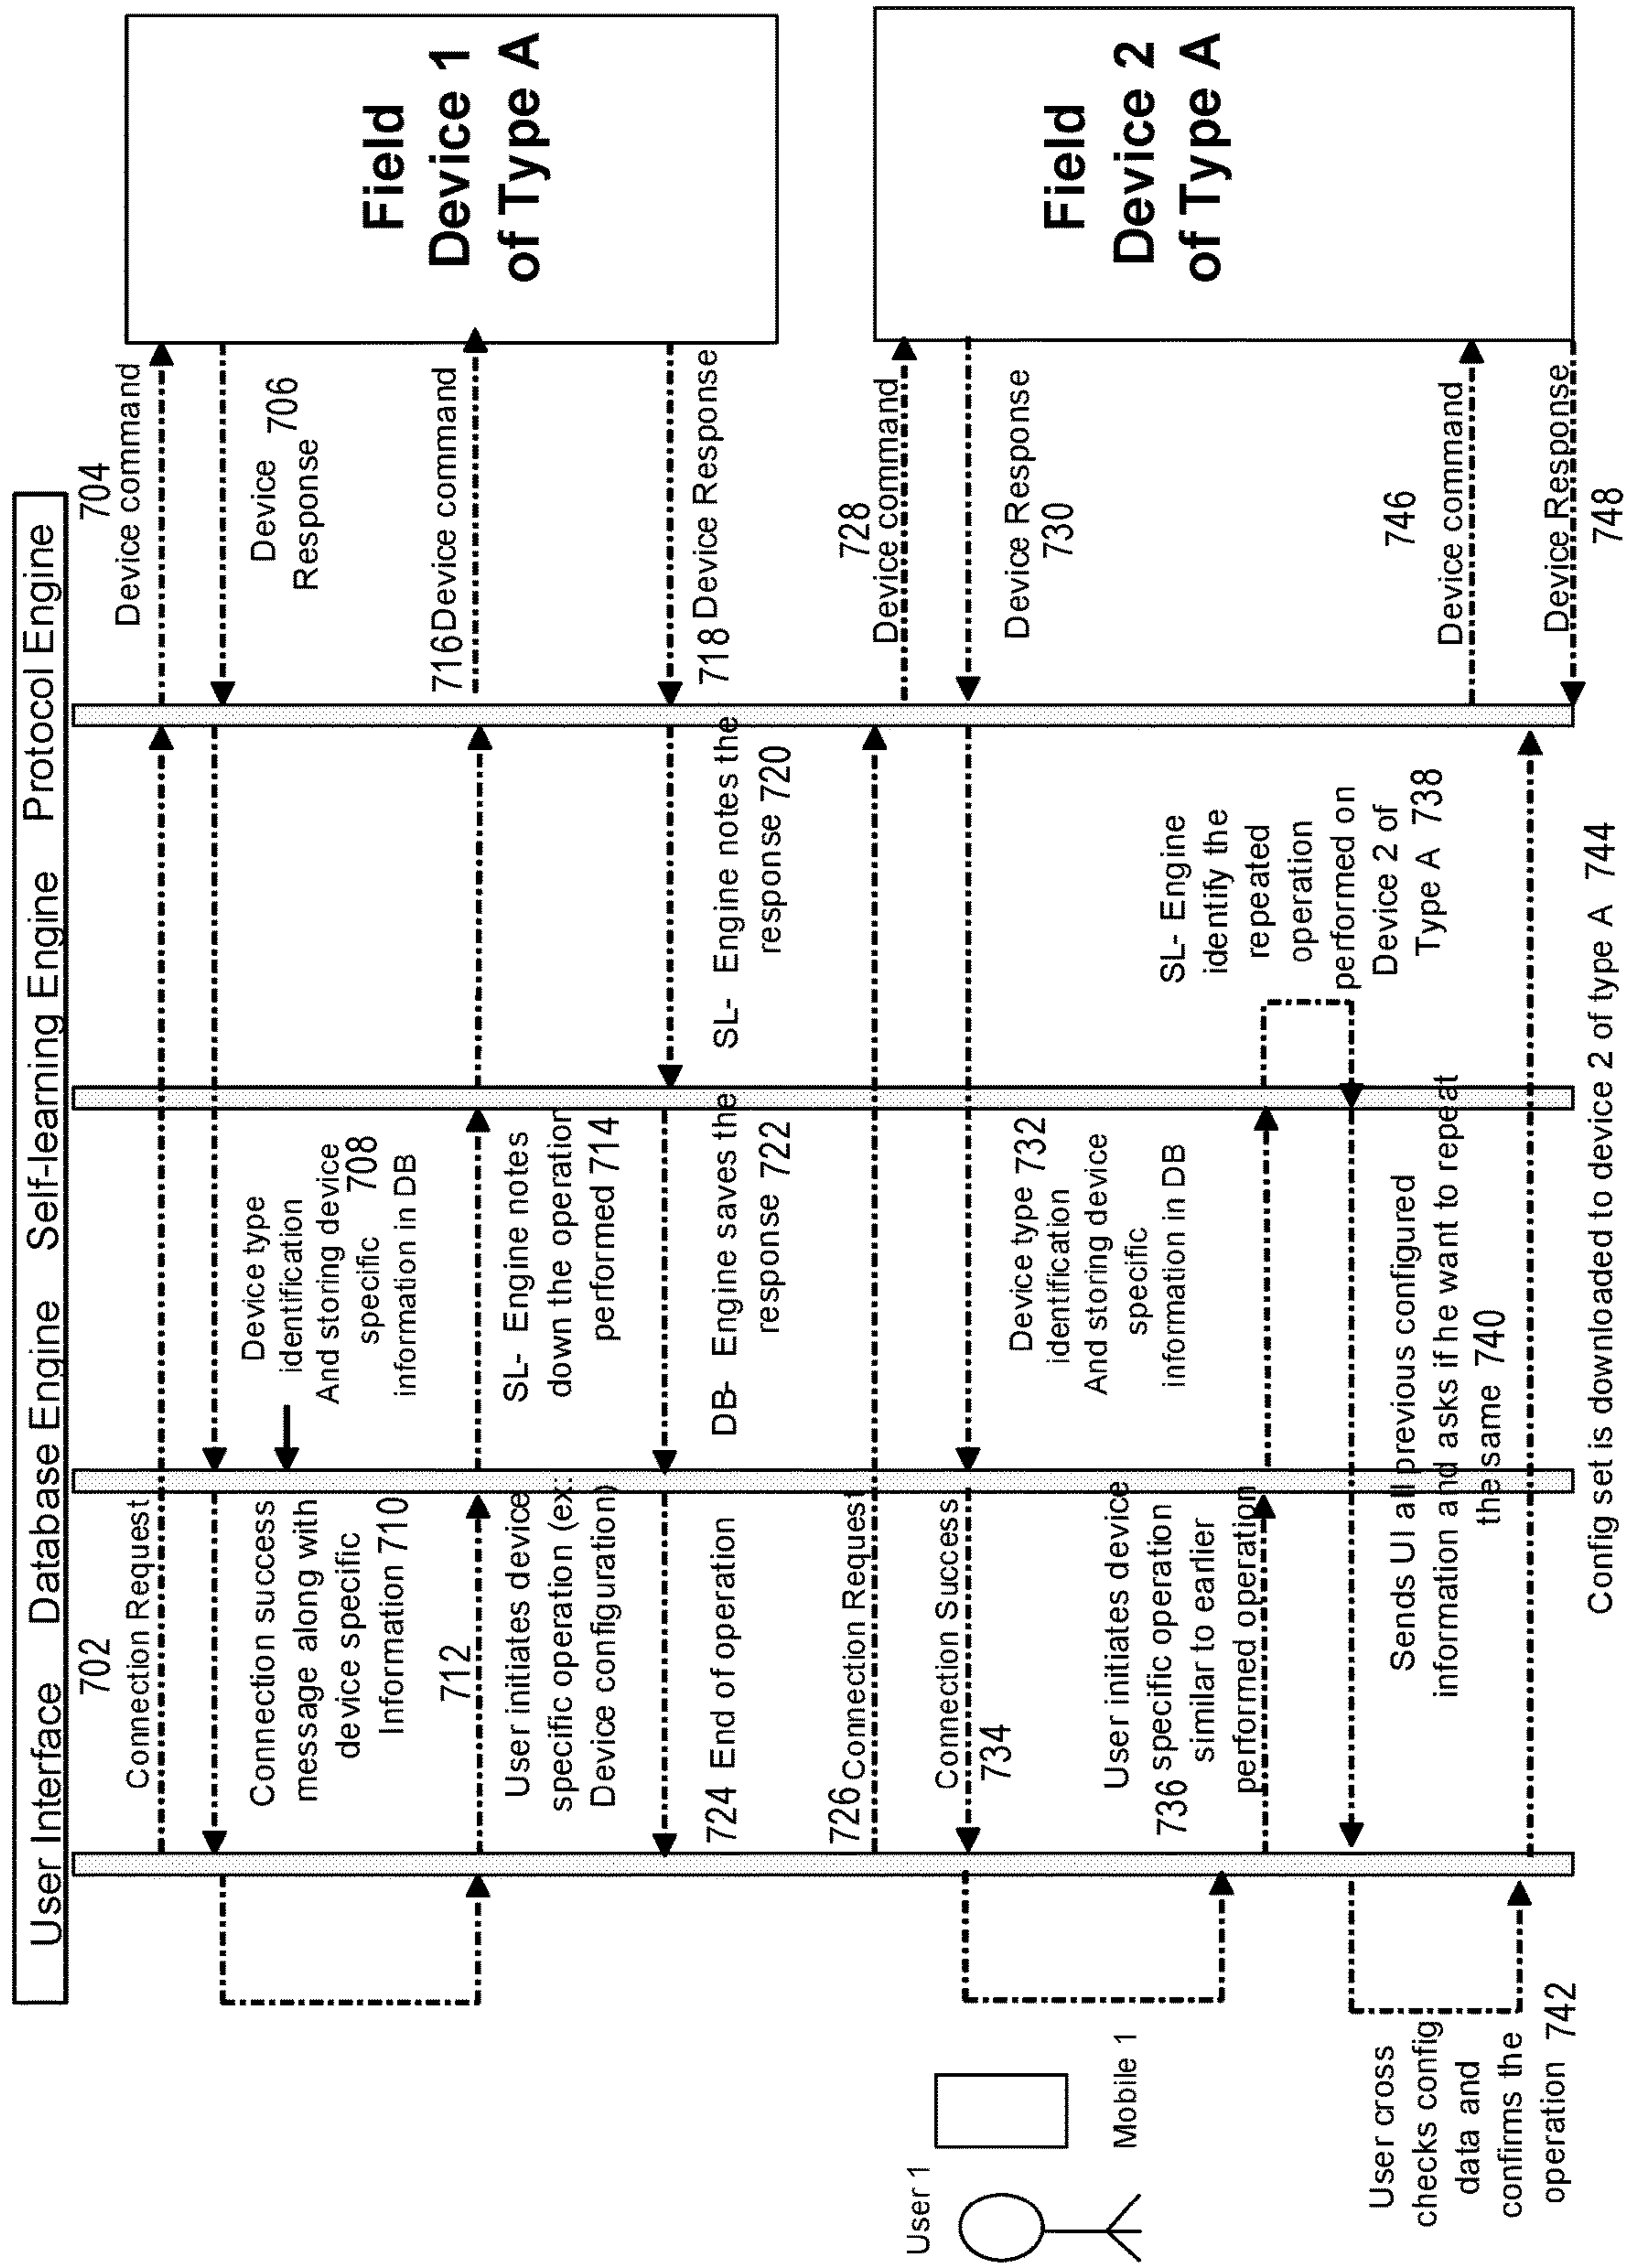 User Interface Database Engine Self-learning Engine Protocol Engine
702
Connection Request
704
Device command
Device 706
Response
Device type
identification
And storing device
specific 708
information in DB
Connection success
message along with
device specific
Information 710
712
User initiates device
specific operation (ex:
Device configuration)
SL- Engine notes
down the operation
performed 714
716 Device command
718 Device Response
SL- Engine notes the
response 720
DB- Engine saves the
response 722
724 End of operation
Field
Device 1
of Type A
726 Connection Request
728
Device command
Device Response
730
Device type 732
identification
And storing device
specific
information in DB
Connection Success
734
User initiates device
736 specific operation
similar to earlier
performed operation
SL- Engine
identify the
repeated
operation
performed on
Device 2 of
Type A 738
Sends UI all previous configured
information and asks if he want to repeat
the same 740
User cross
checks config
data and
confirms the
operation 742
Config set is downloaded to device 2 of type A 744
746
Device command
Device Response
748
Field
Device 2
of Type A
User 1
Mobile 1